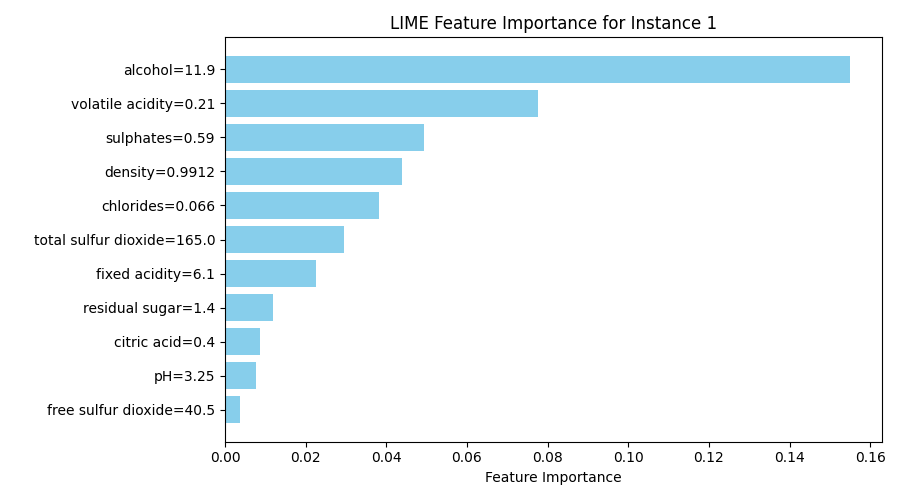 LIME Feature Importance for Instance 1
alcohol=11.9
volatile acidity=0.21
sulphates=0.59
density=0.9912
chlorides=0.066
total sulfur dioxide=165.0
fixed acidity=6.1
residual sugar=1.4
citric acid=0.4
pH=3.25
free sulfur dioxide=40.5
0.00 0.02 0.04 0.06 0.08 0.10 0.12 0.14 0.16
Feature Importance